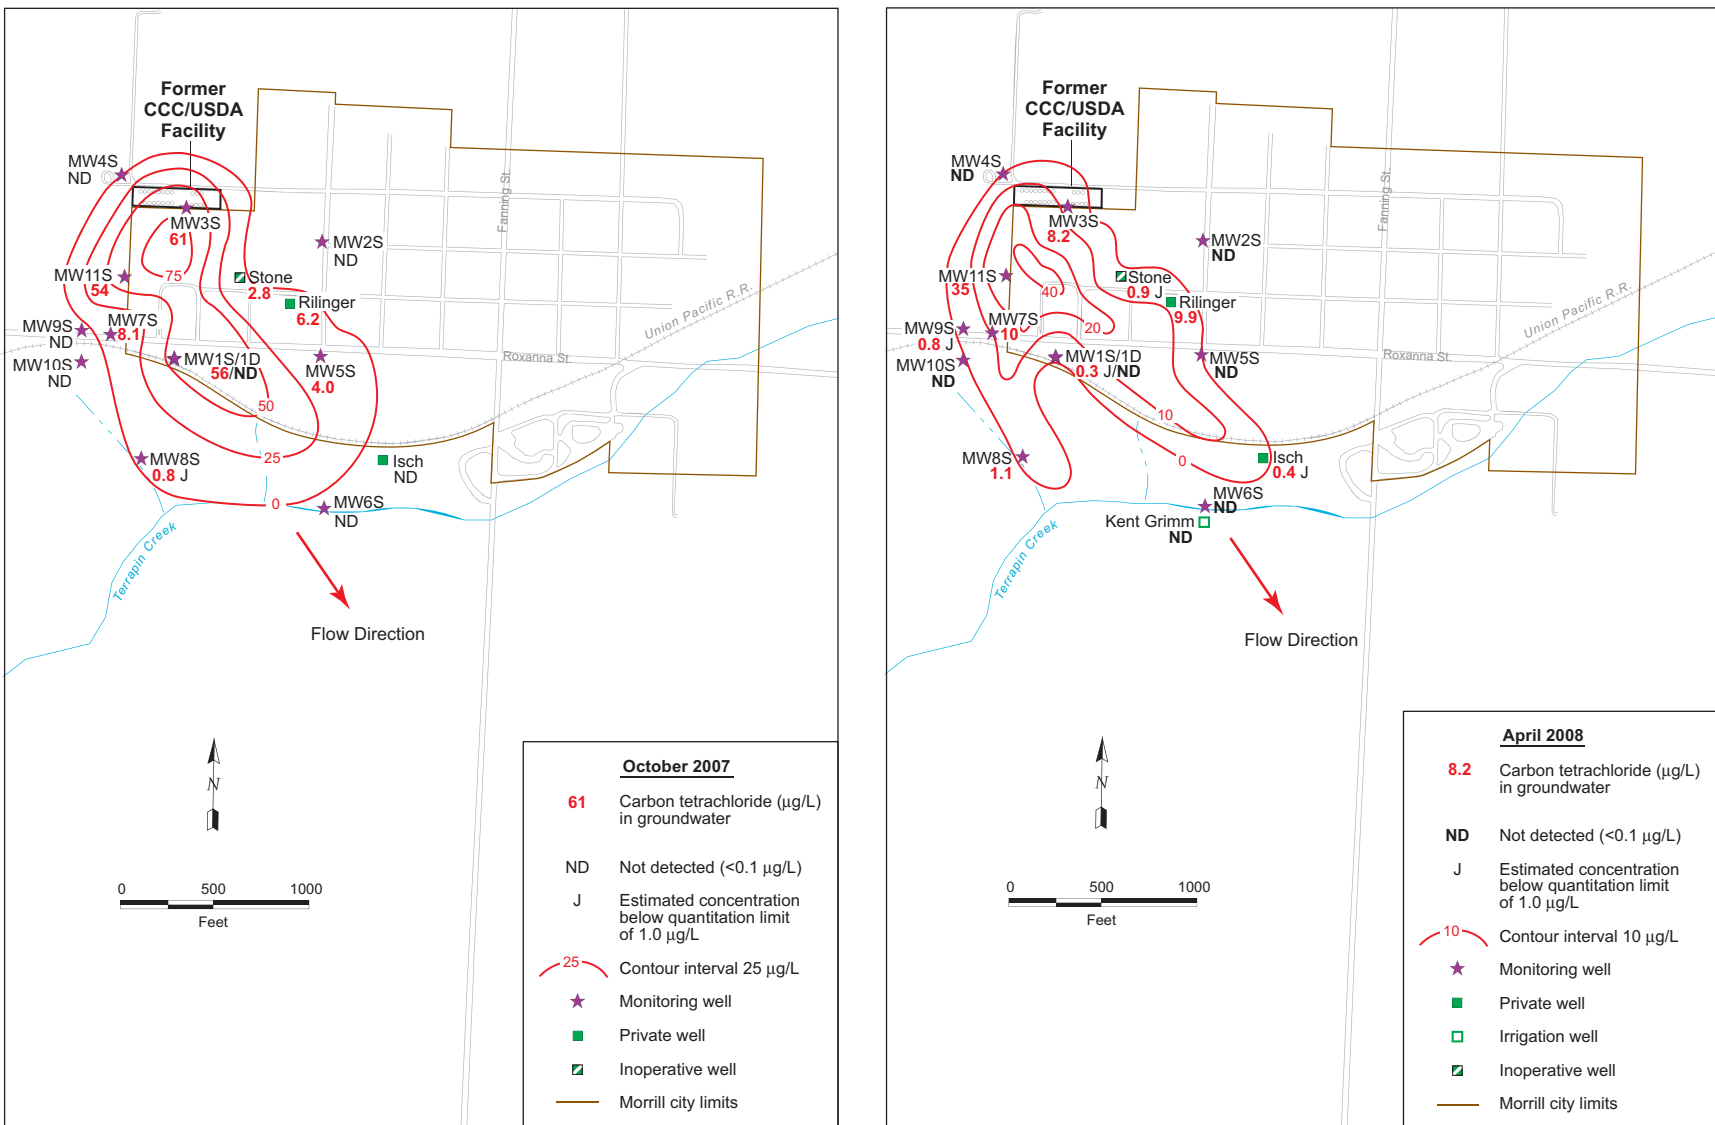 Former
CCC/USDA
Facility
MW4S
ND
MW3S
61
Fanning St.
MW2S
ND
MW11S
54
75
Stone
2.8
Rilinger
6.2
Union Pacific R.R.
MW9S
ND
MW7S
8.1
MW10S
ND
MW1S/1D
56/ND
MW5S
4.0
Roxanna St.
50
25
MW8S
0.8 J
Isch
ND
0
MW6S
ND
Terrapin Creek
Flow Direction
N
0 500 1000
Feet
October 2007
61 Carbon tetrachloride (µg/L)
in groundwater
ND Not detected (<0.1 µg/L)
J Estimated concentration
below quantitation limit
of 1.0 µg/L
25 Contour interval 25 µg/L
Monitoring well
Private well
Inoperative well
Morrill city limits
Former
CCC/USDA
Facility
MW4S
ND
MW3S
8.2
Fanning St.
MW2S
ND
MW11S
35
40
Stone
0.9 J
Rilinger
9.9
Union Pacific R.R.
MW9S
0.8 J
MW7S
10
20
MW10S
ND
MW1S/1D
0.3 J/ND
MW5S
ND
Roxanna St.
10
MW8S
1.1
0
Isch
0.4 J
MW6S
ND
Kent Grimm
ND
Terrapin Creek
Flow Direction
N
0 500 1000
Feet
April 2008
8.2 Carbon tetrachloride (µg/L)
in groundwater
ND Not detected (<0.1 µg/L)
J Estimated concentration
below quantitation limit
of 1.0 µg/L
10 Contour interval 10 µg/L
Monitoring well
Private well
Irrigation well
Inoperative well
Morrill city limits